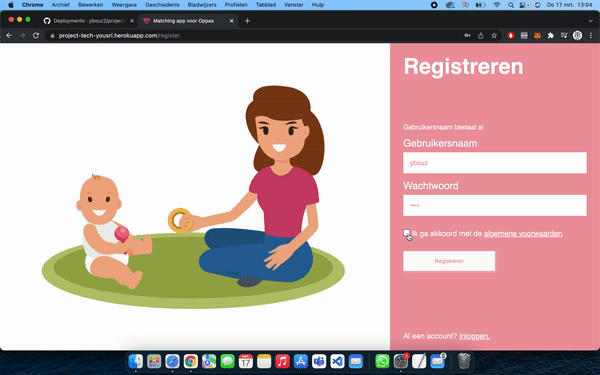 Chrome Archief Bewerken Weergave Geschiedenis Bladwijzers Profielen Tabblad Venster Hulp Do 17 mrt. 13:04
Deployments · ybouz2/project Matching app voor Oppas
project-tech-yousri.herokuapp.com/register
Registreren
Gebruikersnaam bestaat al
Gebruikersnaam
ybouz
Wachtwoord
••••
Ik ga akkoord met de algemene voorwaarden
Registreren
Al een account? Inloggen.
17